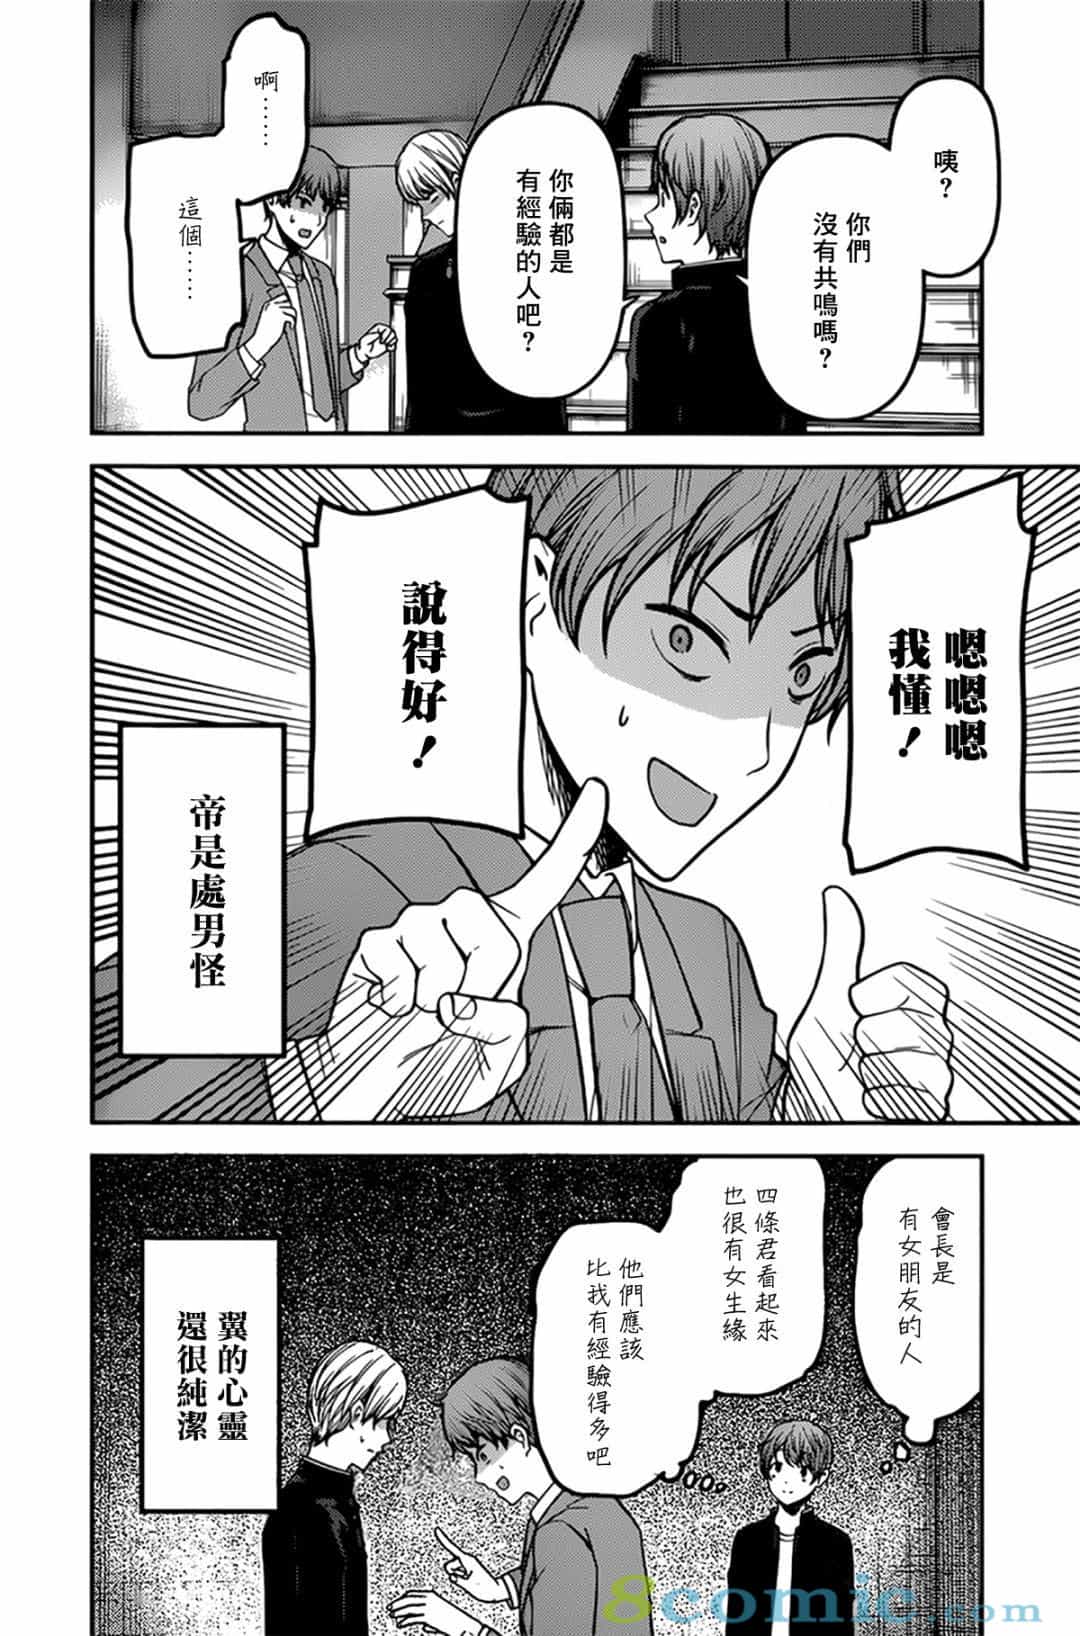 咦？
你們
沒有共鳴嗎？
你倆都是
有經驗的人吧？
啊……
這個……
嗯嗯嗯
我懂！
說得好！
帝是處男怪
會長是
有女朋友的人
四條君看起來
也很有女生緣
他們應該
比我有經驗得多吧
翼的心靈
還很純潔
8comic.com